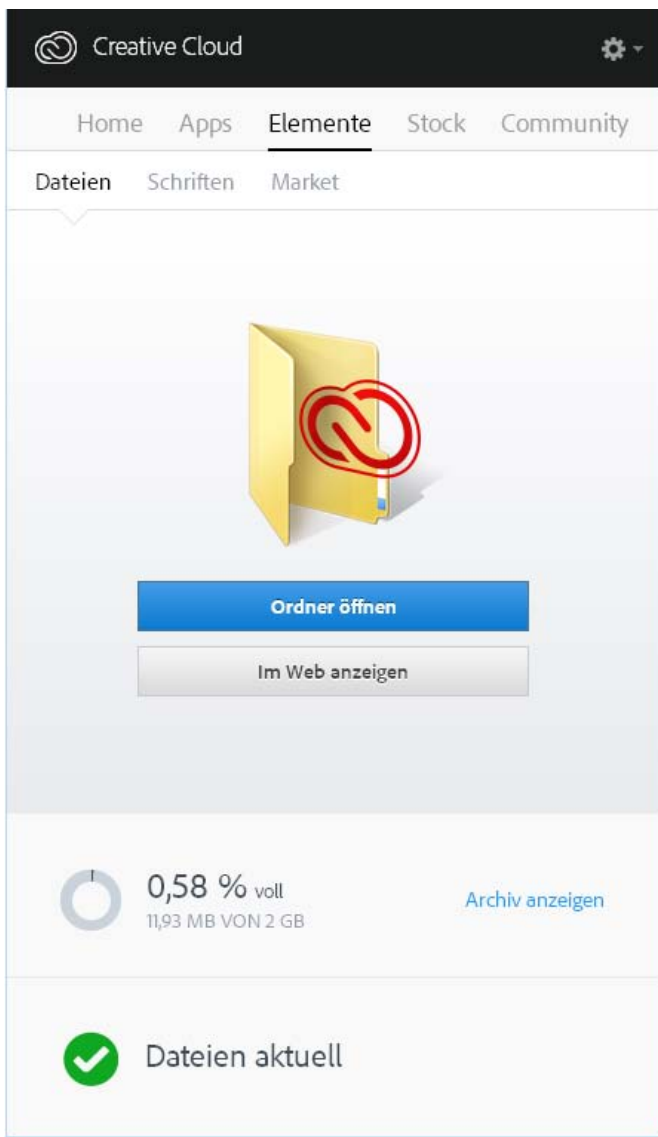 Creative Cloud
Home Apps Elemente Stock Community
Dateien Schriften Market
Ordner öffnen
Im Web anzeigen
0,58 % voll
11,93 MB VON 2 GB
Archiv anzeigen
Dateien aktuell